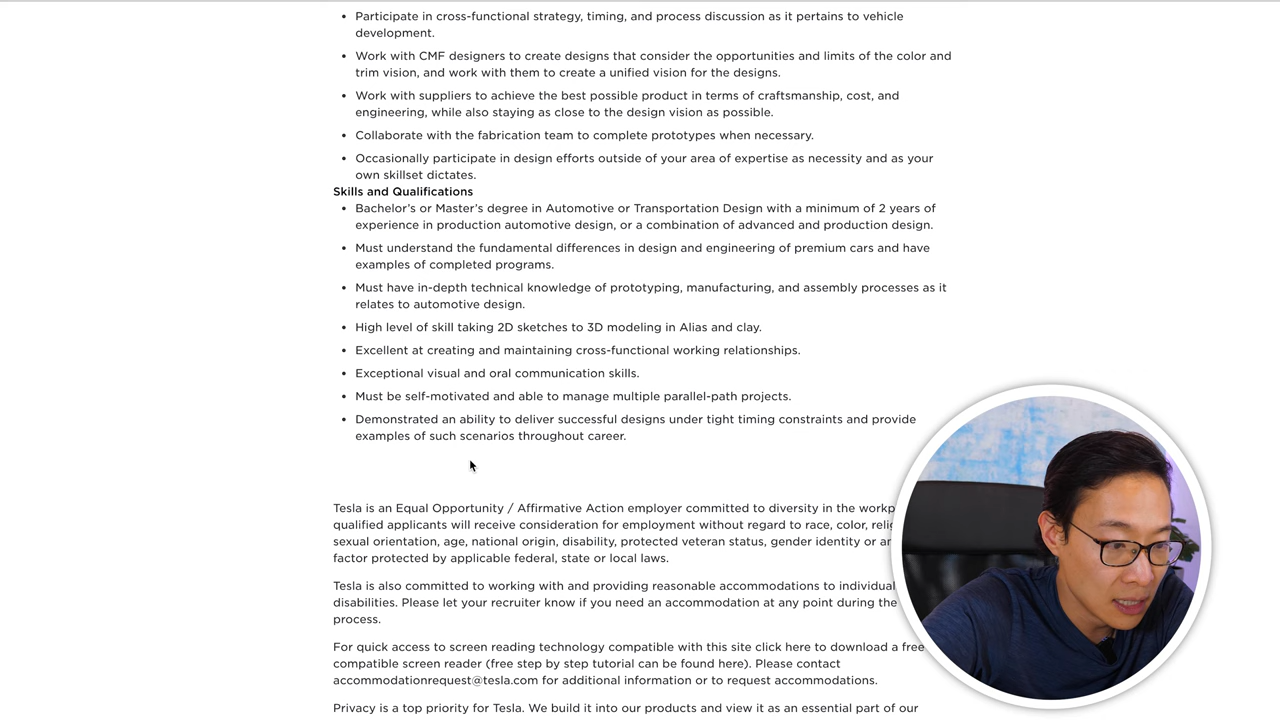 Participate in cross-functional strategy, timing, and process discussion as it pertains to vehicle
development.
Work with CMF designers to create designs that consider the opportunities and limits of the color and
trim vision, and work with them to create a unified vision for the designs.
Work with suppliers to achieve the best possible product in terms of craftsmanship, cost, and
engineering, while also staying as close to the design vision as possible.
Collaborate with the fabrication team to complete prototypes when necessary.
Occasionally participate in design efforts outside of your area of expertise as necessity and as your
own skillset dictates.
Skills and Qualifications
Bachelor's or Master's degree in Automotive or Transportation Design with a minimum of 2 years of
experience in production automotive design, or a combination of advanced and production design.
Must understand the fundamental differences in design and engineering of premium cars and have
examples of completed programs.
Must have in-depth technical knowledge of prototyping, manufacturing, and assembly processes as it
relates to automotive design.
High level of skill taking 2D sketches to 3D modeling in Alias and clay.
Excellent at creating and maintaining cross-functional working relationships.
Exceptional visual and oral communication skills.
Must be self-motivated and able to manage multiple parallel-path projects.
Demonstrated an ability to deliver successful designs under tight timing constraints and provide
examples of such scenarios throughout career.
Tesla is an Equal Opportunity / Affirmative Action employer committed to diversity in the
qualified applicants will receive consideration for employment without regard to race, color,
sexual orientation, age, national origin, disability, protected veteran status, gender identity or
factor protected by applicable federal, state or local laws.
Tesla is also committed to working with and providing reasonable accommodations to
disabilities. Please let your recruiter know if you need an accommodation at any point during the
process.
For quick access to screen reading technology compatible with this site click here to download a free
compatible screen reader (free step by step tutorial can be found here). Please contact
accommodationrequest@tesla.com for additional information or to request accommodations.
Privacy is a top priority for Tesla. We build it into our products and view it as an essential part of our